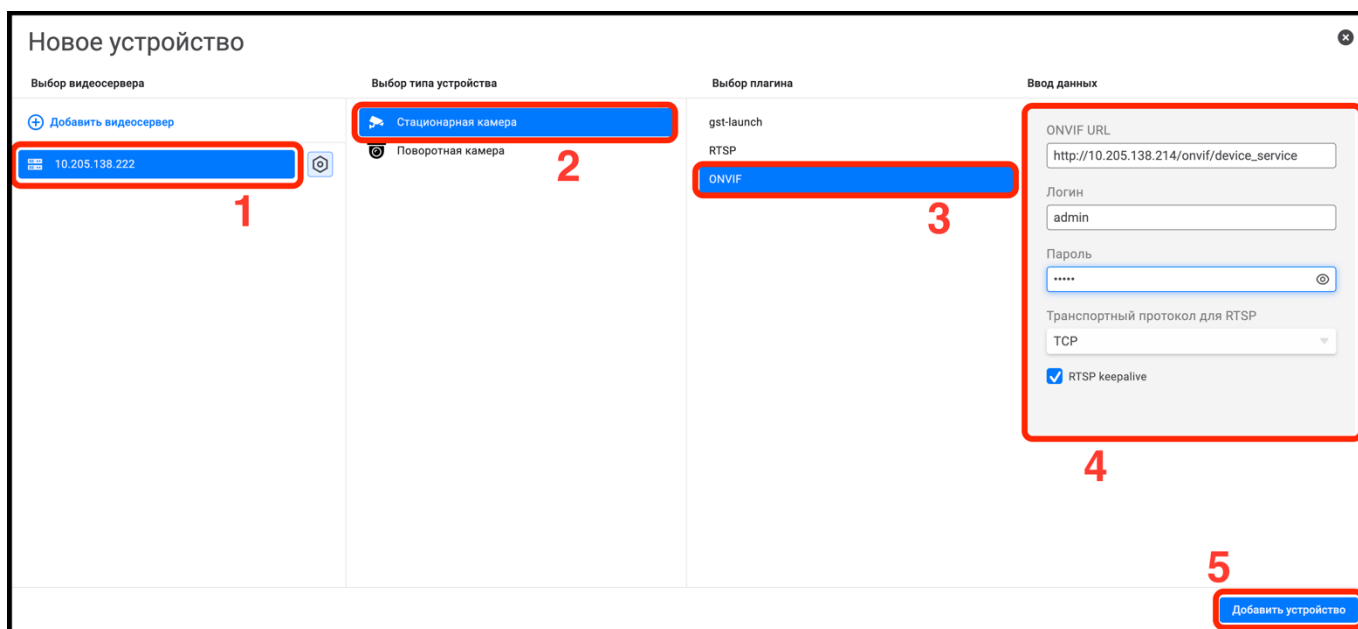 Новое устройство
Выбор видеосервера
Выбор типа устройства
Выбор плагина
Ввод данных
Добавить видеосервер
10.205.138.222
1
Стационарная камера
Поворотная камера
2
gst-launch
RTSP
ONVIF
3
ONVIF URL
http://10.205.138.214/onvif/device_service
Логин
admin
Пароль
•••••
Транспортный протокол для RTSP
TCP
RTSP keepalive
4
5
Добавить устройство